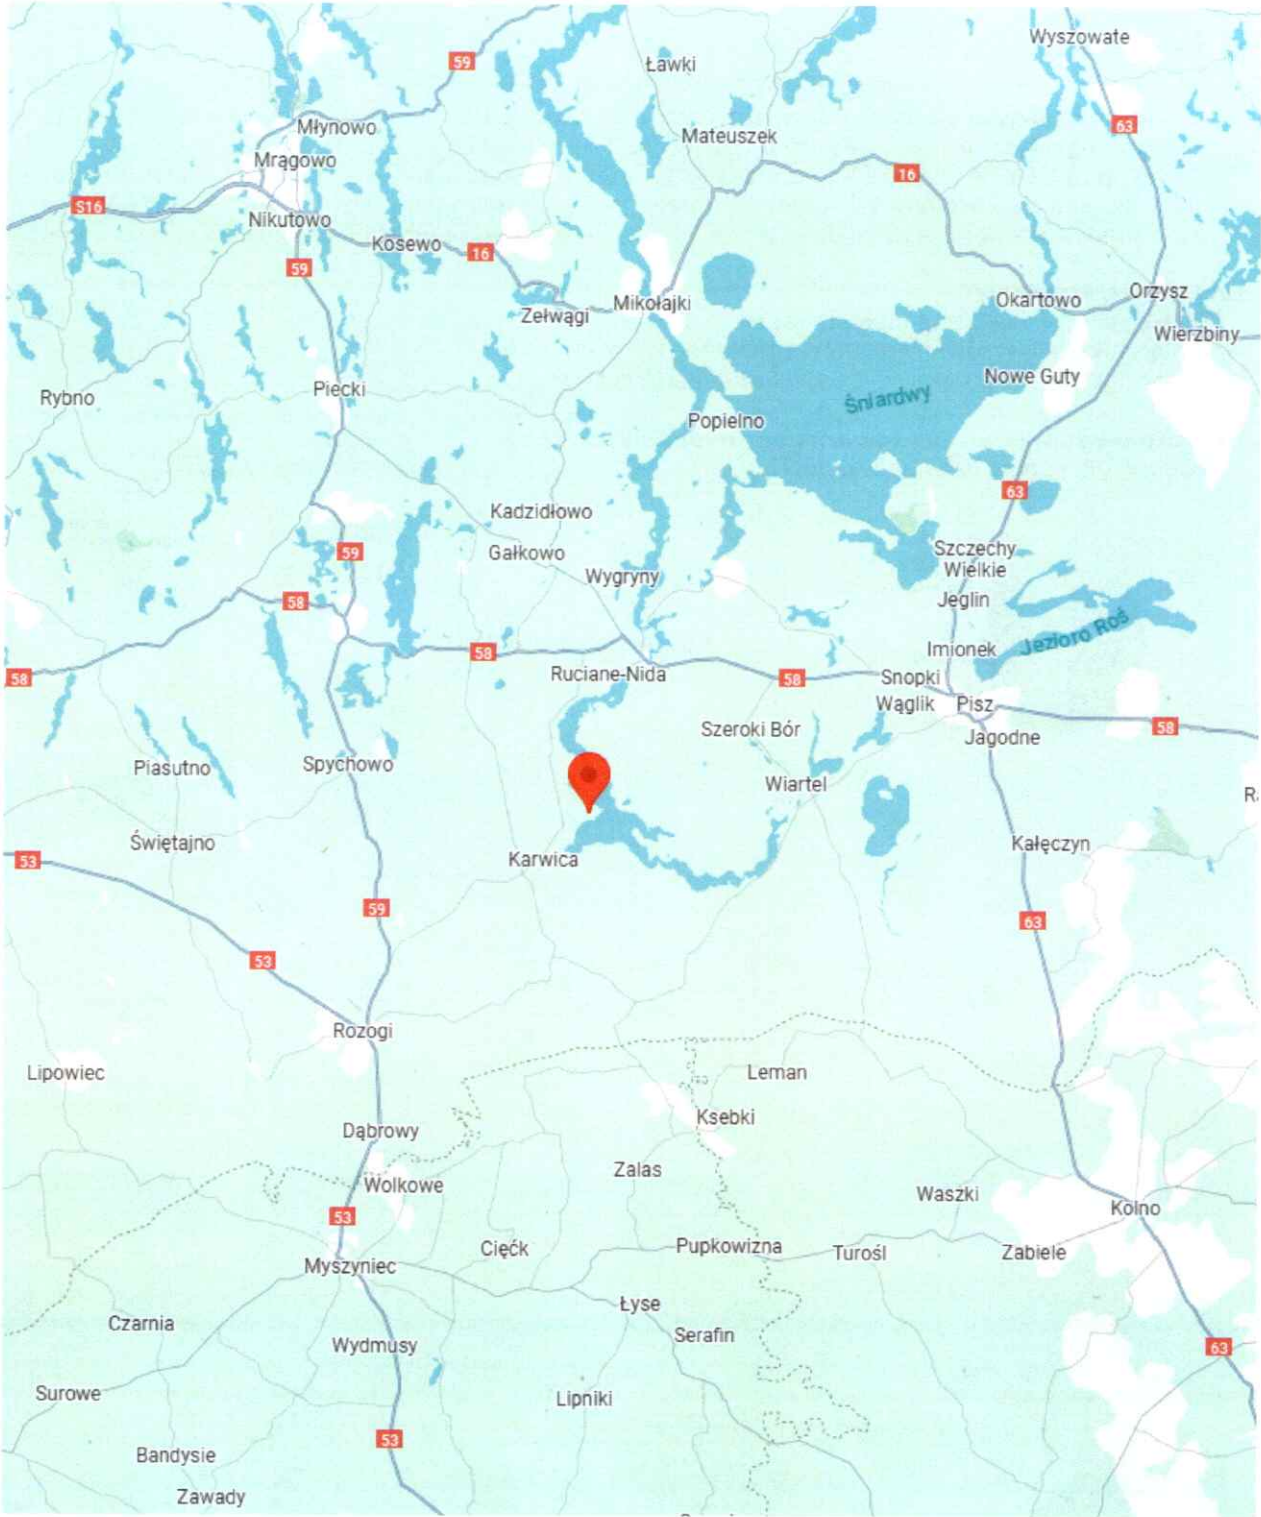 Wyszowate
59
Ławki
63
Młynowo
Mateuszek
Mrągowo
16
S16
Nikutowo
Kosewo
16
59
Orzysz
Okartowo
Mikołajki
Zełwągi
Wierzbiny
Nowe Guty
Piecki
Rybno
Śniardwy
Popielno
63
Kadzidłowo
59
Gałkowo
Szczechy
Wielkie
Wygryny
58
Jeglin
Jezioro Roś
Imionek
58
58
Ruciane-Nida
58
Snopki
Wąglik
Pisz
58
Szeroki Bór
Jagodne
Piasutno
Spychowo
Wiartel
Świętajno
Kałęczyn
53
Karwica
59
63
53
Rozogi
Lipowiec
Leman
Ksebki
Dąbrowy
Zalas
Wolkowe
Waszki
Kolno
53
Cięćk
Pupkowizna
Turośl
Zabiele
Myszyniec
Łyse
Czarnia
Serafin
Wydmusy
63
Surowe
Lipniki
53
Bandysie
Zawady